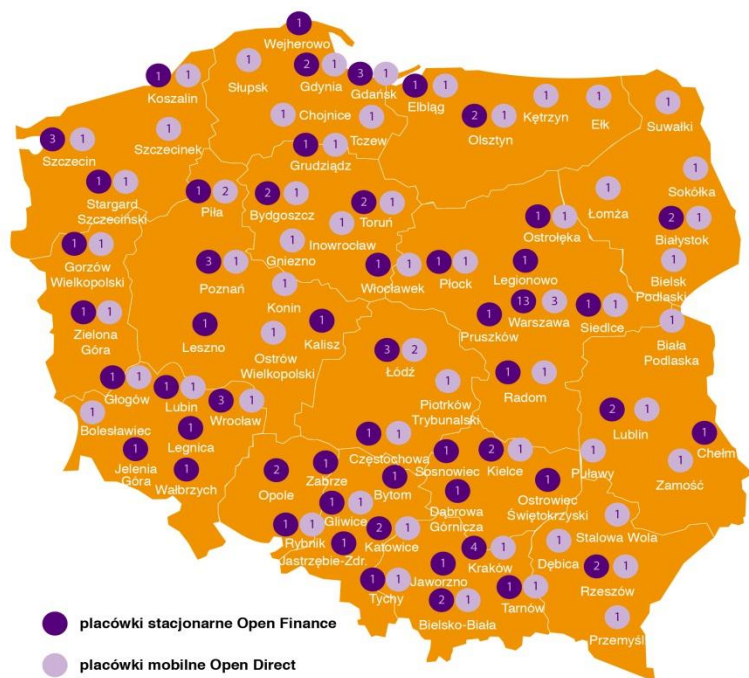 1
Wejherowo
1
Słupsk
2 1
Gdynia
3 1
Gdańsk
1 1
Koszalin
1 1
Elbląg
2 1
Olsztyn
1
Kętrzyn
1
Ełk
1
Suwałki
1
Chojnice
1
Tczew
3 1
Szczecin
1
Szczecinek
1 1
Grudziądz
1
Sokółka
1 1
Stargard
Szczeciński
1 2
Piła
2 1
Bydgoszcz
2 1
Toruń
1
Łomża
2 1
Białystok
1
Inowrocław
1 1
Ostrołęka
1 1
Gorzów
Wielkopolski
1
Gniezno
3 1
Poznań
1 1
Włocławek
1 1
Płock
1
Legionowo
1
Bielsk
Podlaski
1
Konin
13 3
Warszawa
1 1
Siedlce
1
Pruszków
1
Biała
Podlaska
1 1
Zielona
Góra
1
Leszno
1
Ostrów
Wielkopolski
1
Kalisz
3 2
Łódź
1
Piotrków
Trybunalski
1 1
Radom
1 1
Głogów
1 1
Lubin
3 1
Wrocław
1
Bolesławiec
1
Legnica
2 1
Lublin
1
Chełm
1
Jelenia
Góra
1
Wałbrzych
1 1
Częstochowa
1
Sosnowiec
2 1
Kielce
1
Puławy
1
Zamość
2
Opole
1
Zabrze
1
Bytom
1
Dąbrowa
Górnicza
1
Ostrowiec
Świętokrzyski
1 1
Gliwice
1
Stalowa Wola
1 1
Rybnik
1
Jastrzębie-Zdr.
2 1
Katowice
4 1
Kraków
1
Dębica
2 1
Rzeszów
1
Jaworzno
1 1
Tychy
2 1
Bielsko-Biała
1 1
Tarnów
1
Przemyśl
placówki stacjonarne Open Finance
placówki mobilne Open Direct